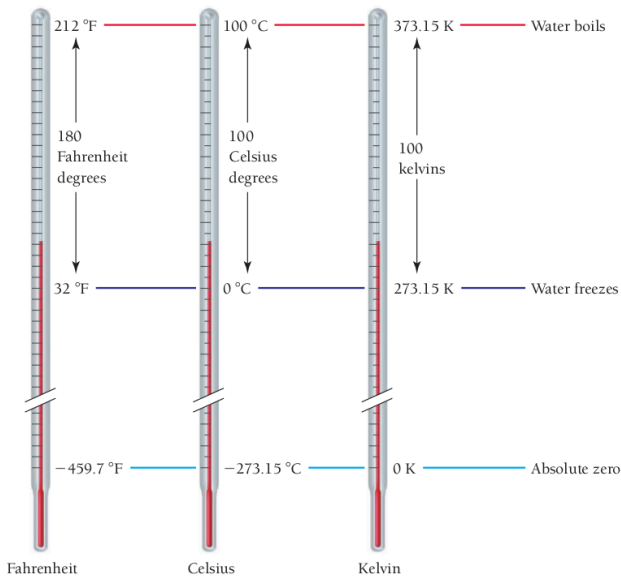 212 °F
100 °C
373.15 K
Water boils
180
Fahrenheit
degrees
100
Celsius
degrees
100
kelvins
32 °F
0 °C
273.15 K
Water freezes
−459.7 °F
−273.15 °C
0 K
Absolute zero
Fahrenheit
Celsius
Kelvin